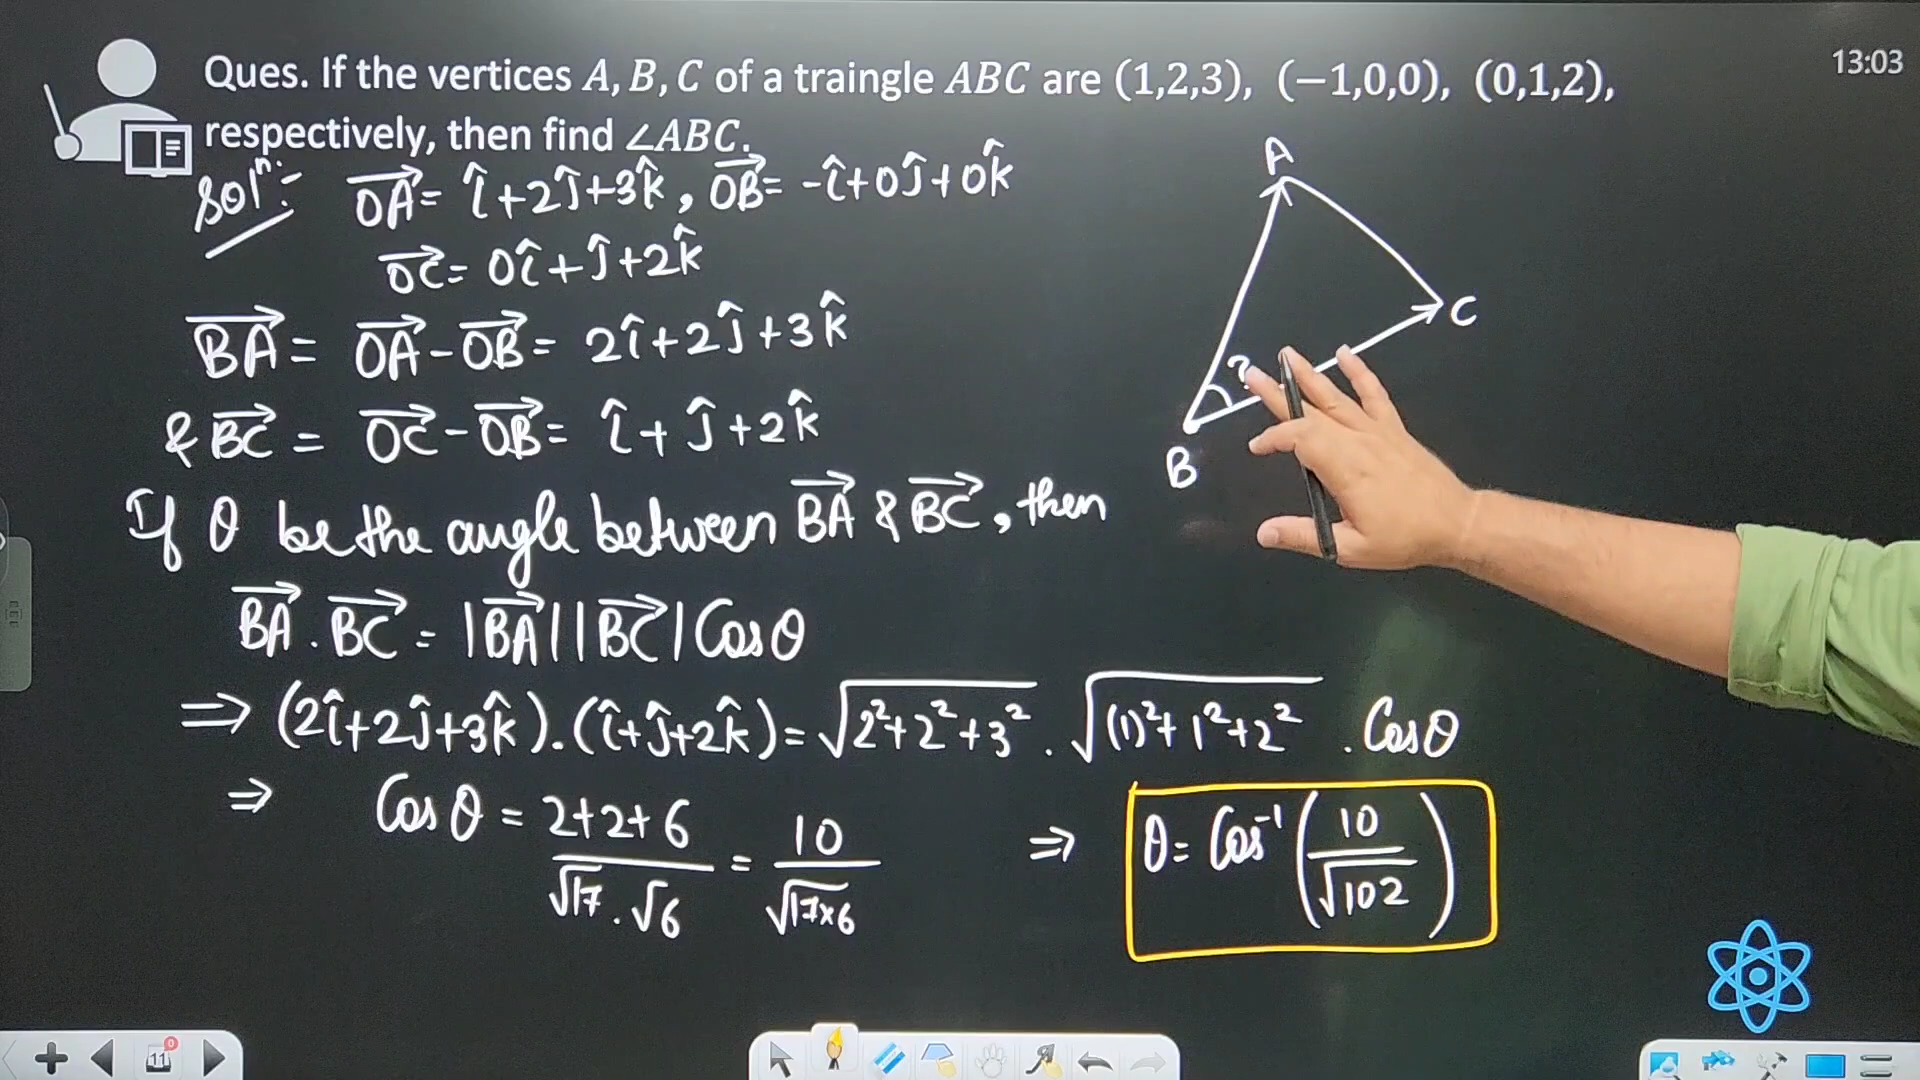 Ques. If the vertices A, B, C of a traingle ABC are (1,2,3), (−1,0,0), (0,1,2),
13:03
respectively, then find ∠ABC.
Solⁿ:- OA⃗ = î+2ĵ+3k̂, OB⃗ = -î+0ĵ+0k̂
OC⃗ = 0î+ĵ+2k̂
BA⃗ = OA⃗-OB⃗ = 2î+2ĵ+3k̂
& BC⃗ = OC⃗-OB⃗ = î+ĵ+2k̂
If θ be the angle between BA⃗ & BC⃗, then
BA⃗ . BC⃗ = |BA⃗||BC⃗| Cosθ
⇒ (2î+2ĵ+3k̂).(î+ĵ+2k̂) = √(2²+2²+3²) . √((1)²+1²+2²) . Cosθ
⇒ Cosθ = (2+2+6)/(√17.√6) = 10/√(17×6) ⇒ θ = Cos⁻¹(10/√102)
A
C
?
B
11
0